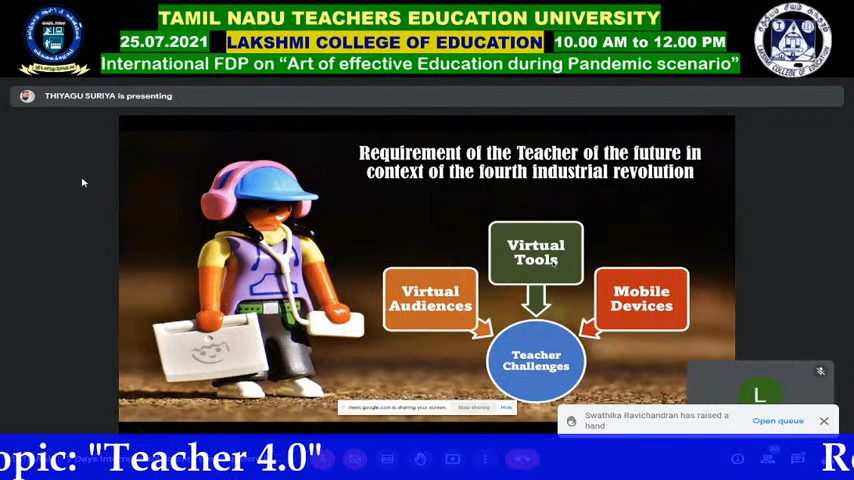 TAMIL NADU TEACHERS EDUCATION UNIVERSITY
25.07.2021 LAKSHMI COLLEGE OF EDUCATION 10.00 AM to 12.00 PM
International FDP on “Art of effective Education during Pandemic scenario”
THIYAGU SURIYA is presenting
Requirement of the Teacher of the future in
context of the fourth industrial revolution
Virtual
Tools
Virtual
Audiences
Mobile
Devices
Teacher
Challenges
L
meet.google.com is sharing your screen. Stop sharing Hide
Swathika Ravichandran has raised a
hand
Open queue
opic: "Teacher 4.0"